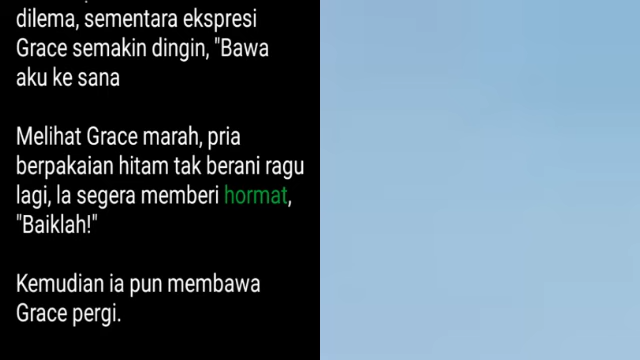 dilema, sementara ekspresi
Grace semakin dingin, "Bawa
aku ke sana
Melihat Grace marah, pria
berpakaian hitam tak berani ragu
lagi, Ia segera memberi hormat,
"Baiklah!"
Kemudian ia pun membawa
Grace pergi.